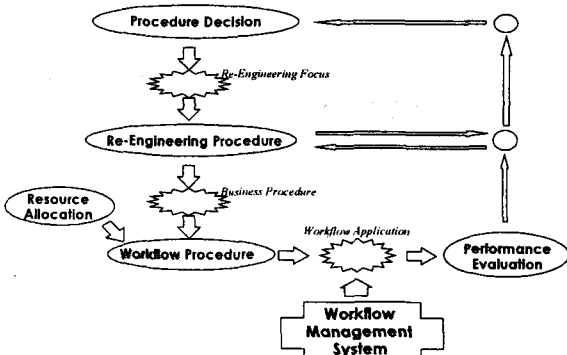 Procedure Decision
Re-Engineering Focus
Re-Engineering Procedure
Business Procedure
Resource
Allocation
Workflow Application
Workflow Procedure
Performance
Evaluation
Workflow
Management
System